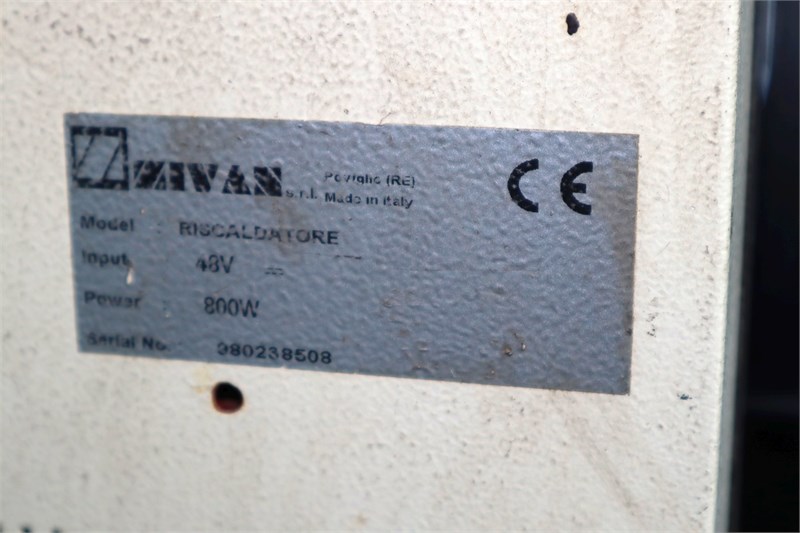 ZIVAN s.r.l. Poviglio (RE)
Made in Italy
CE
Model : RISCALDATORE
Input : 48V
Power : 800W
Serial No. 980238508